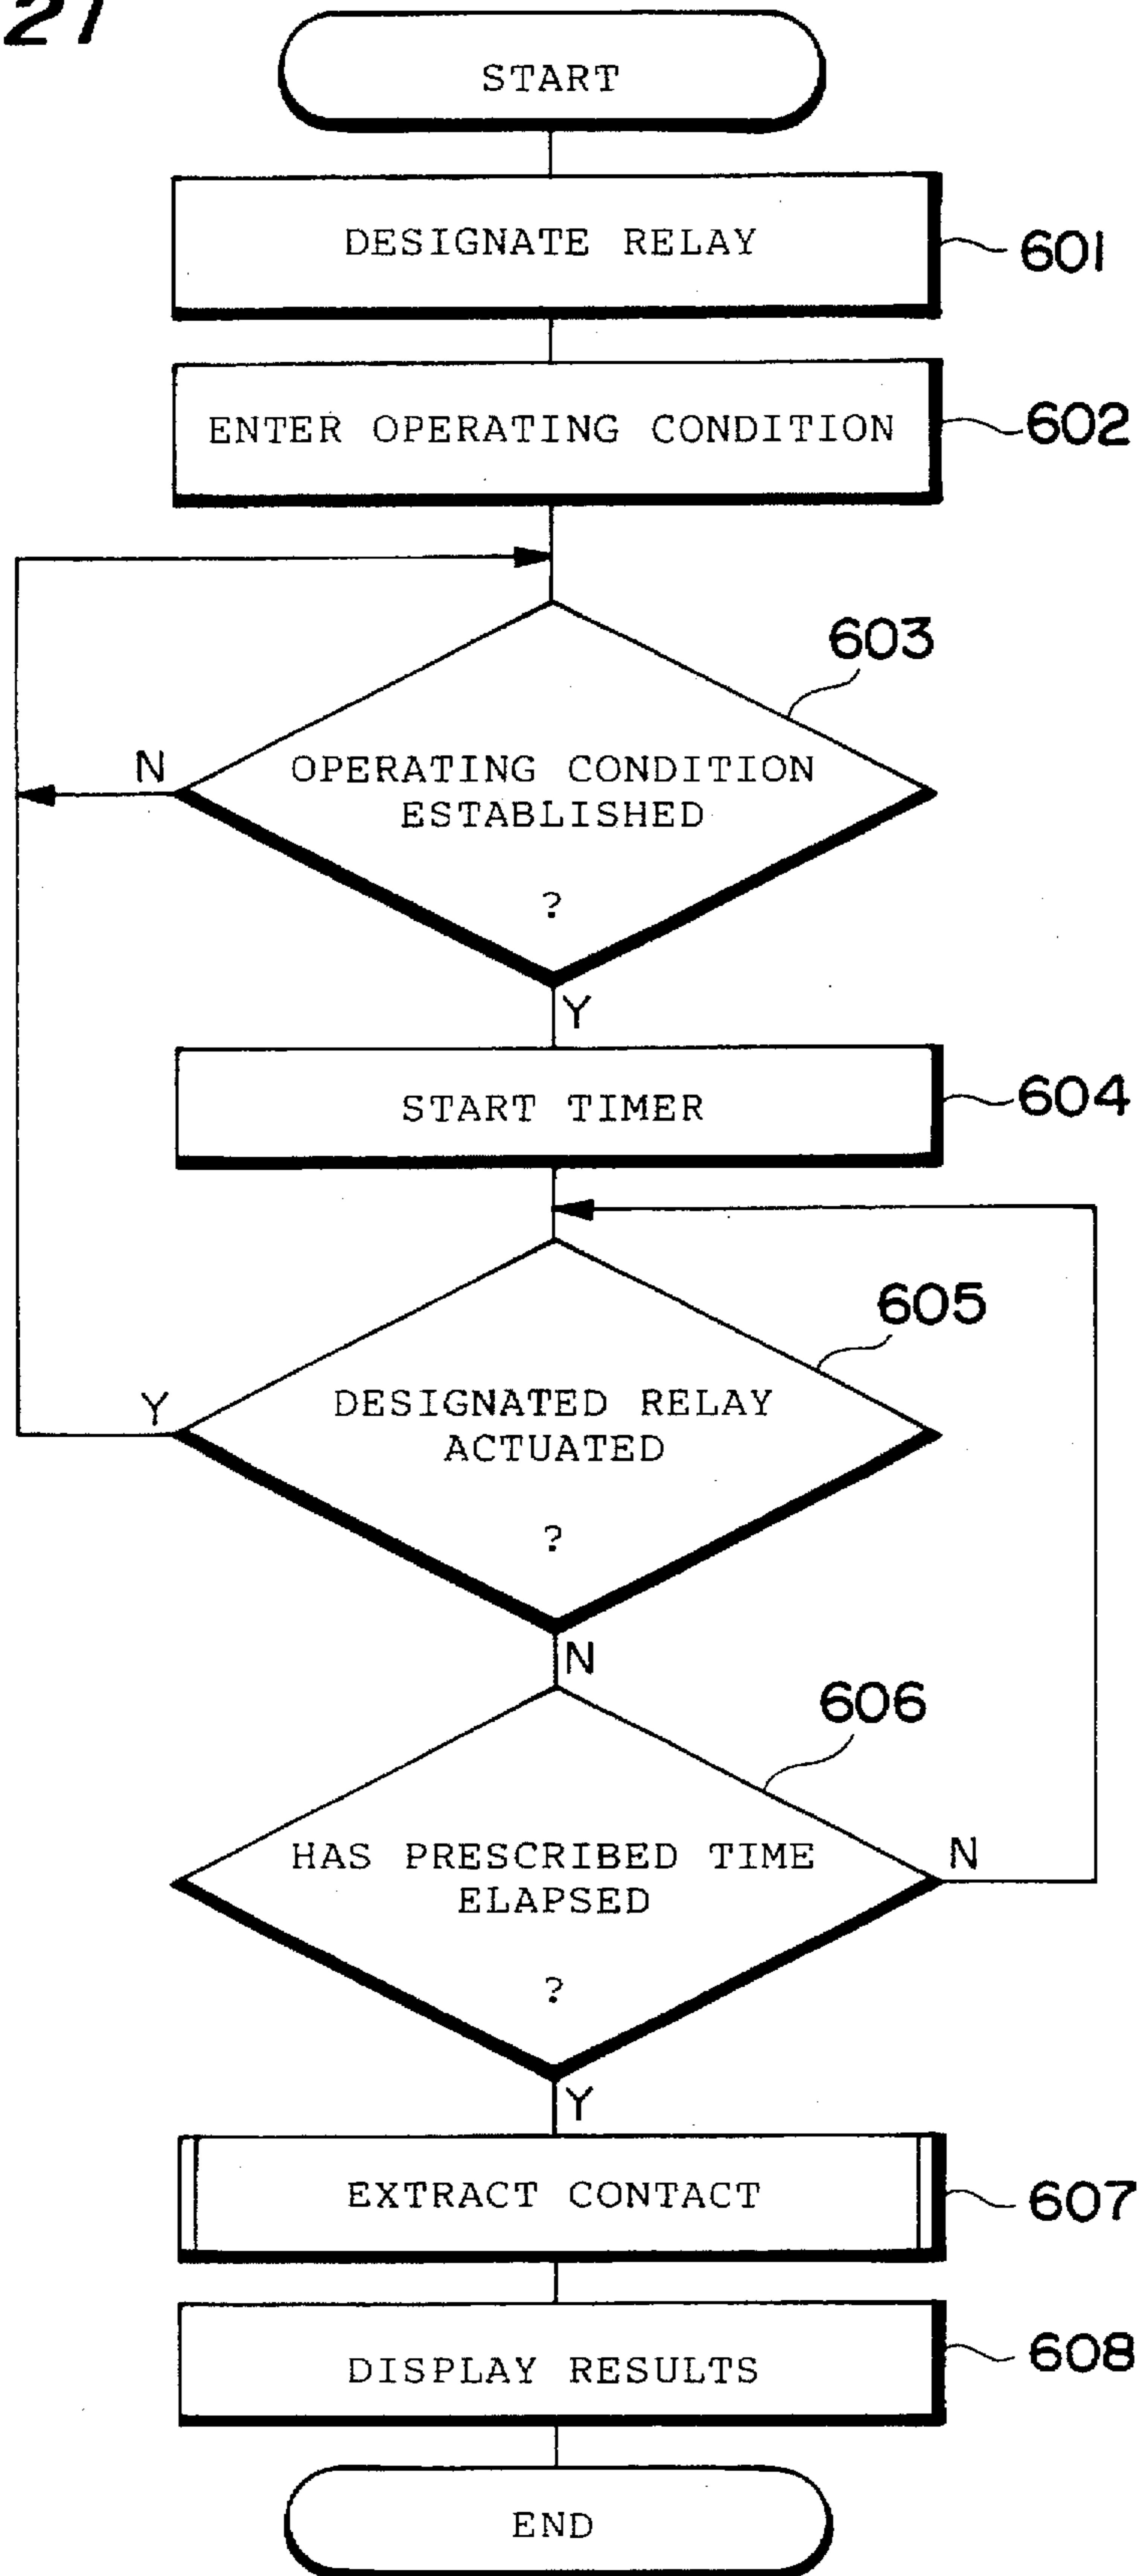 27
START
DESIGNATE RELAY
601
ENTER OPERATING CONDITION
602
603
N
OPERATING CONDITION
ESTABLISHED
?
Y
START TIMER
604
605
Y
DESIGNATED RELAY
ACTUATED
?
N
606
HAS PRESCRIBED TIME
ELAPSED
?
N
Y
EXTRACT CONTACT
607
DISPLAY RESULTS
608
END